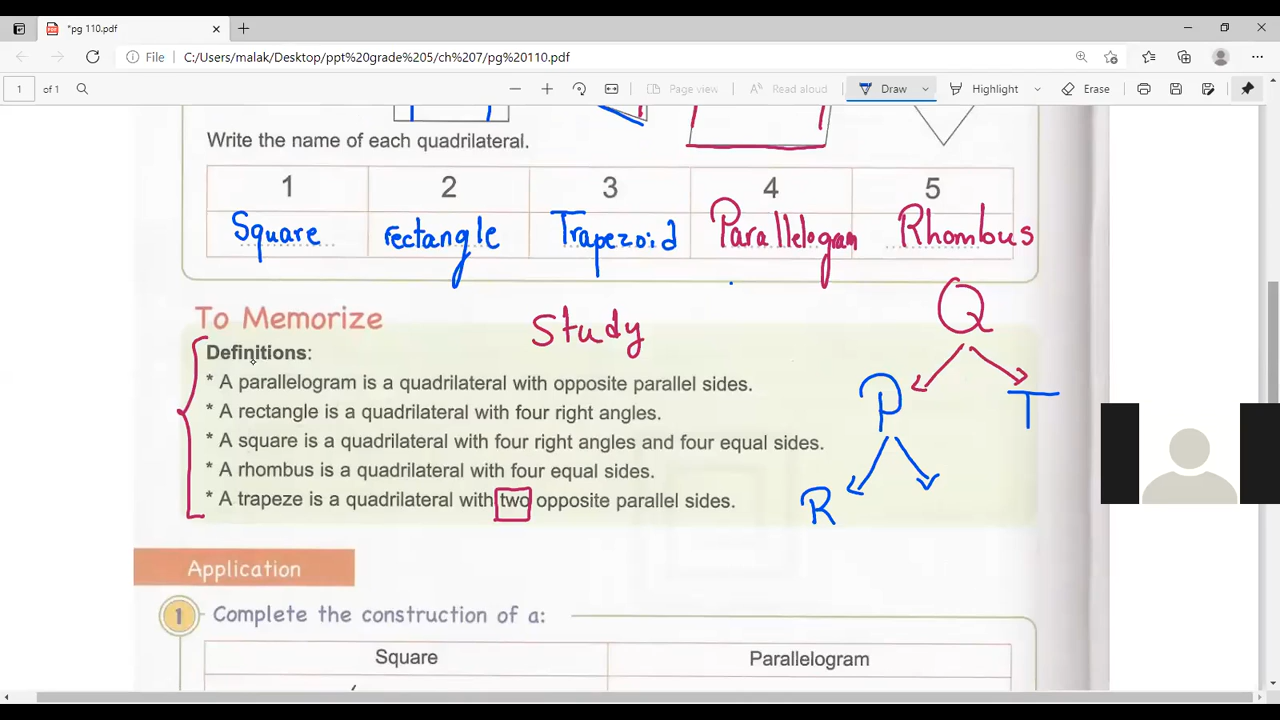 *pg 110.pdf
File C:/Users/malak/Desktop/ppt%20grade%205/ch%207/pg%20110.pdf
1 of 1 Page view Read aloud Draw Highlight Erase
Write the name of each quadrilateral.
1 2 3 4 5
Square rectangle Trapezoid Parallelogram Rhombus
To Memorize
Study
Q
Definitions:
* A parallelogram is a quadrilateral with opposite parallel sides.
P T
* A rectangle is a quadrilateral with four right angles.
* A square is a quadrilateral with four right angles and four equal sides.
* A rhombus is a quadrilateral with four equal sides.
* A trapeze is a quadrilateral with two opposite parallel sides.
R
Application
1 Complete the construction of a:
Square Parallelogram